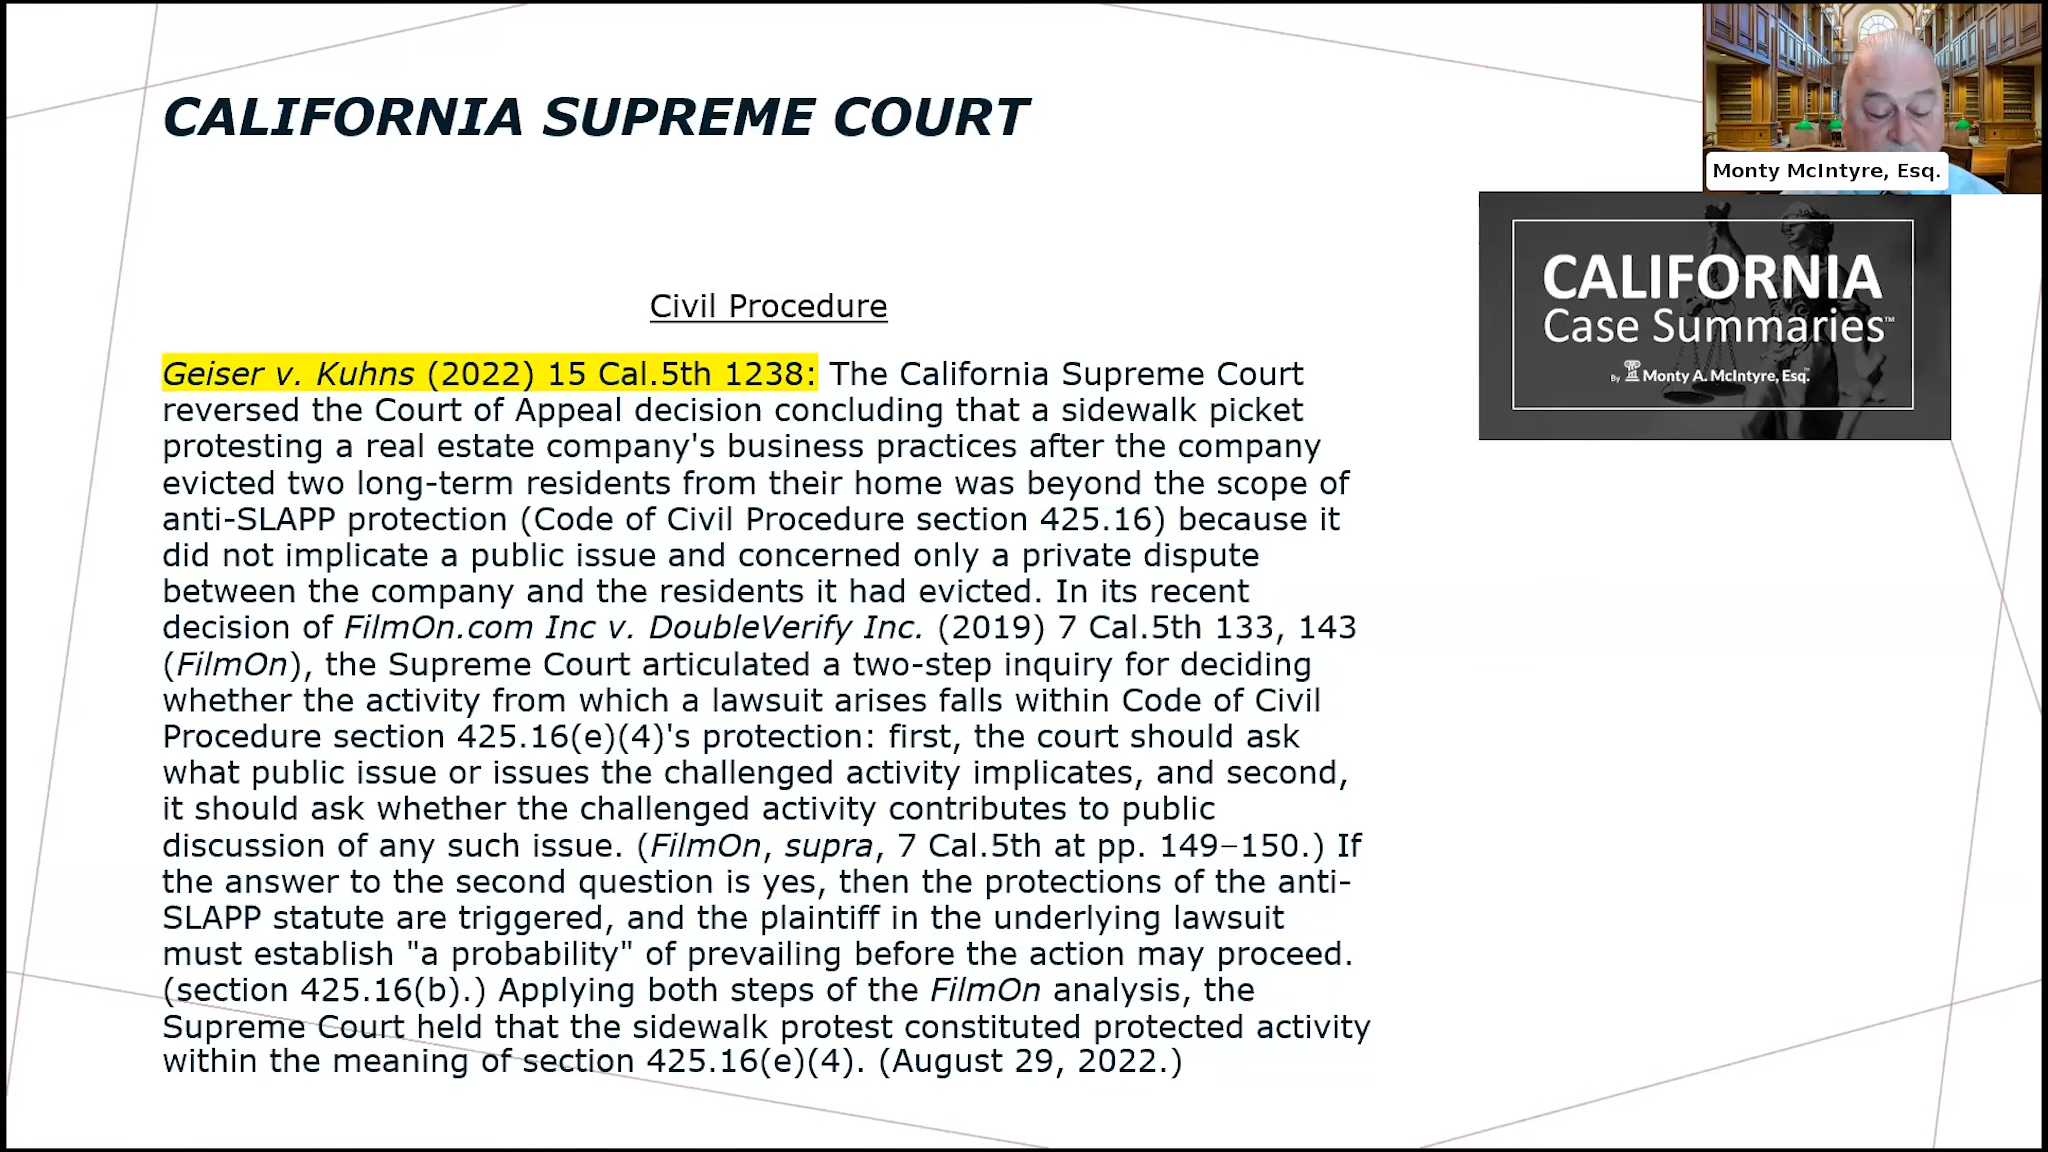 CALIFORNIA SUPREME COURT
Monty McIntyre, Esq.
CALIFORNIA
Case Summaries™
By Monty A. McIntyre, Esq.
Civil Procedure
Geiser v. Kuhns (2022) 15 Cal.5th 1238: The California Supreme Court
reversed the Court of Appeal decision concluding that a sidewalk picket
protesting a real estate company's business practices after the company
evicted two long-term residents from their home was beyond the scope of
anti-SLAPP protection (Code of Civil Procedure section 425.16) because it
did not implicate a public issue and concerned only a private dispute
between the company and the residents it had evicted. In its recent
decision of FilmOn.com Inc v. DoubleVerify Inc. (2019) 7 Cal.5th 133, 143
(FilmOn), the Supreme Court articulated a two-step inquiry for deciding
whether the activity from which a lawsuit arises falls within Code of Civil
Procedure section 425.16(e)(4)'s protection: first, the court should ask
what public issue or issues the challenged activity implicates, and second,
it should ask whether the challenged activity contributes to public
discussion of any such issue. (FilmOn, supra, 7 Cal.5th at pp. 149–150.) If
the answer to the second question is yes, then the protections of the anti-
SLAPP statute are triggered, and the plaintiff in the underlying lawsuit
must establish "a probability" of prevailing before the action may proceed.
(section 425.16(b).) Applying both steps of the FilmOn analysis, the
Supreme Court held that the sidewalk protest constituted protected activity
within the meaning of section 425.16(e)(4). (August 29, 2022.)